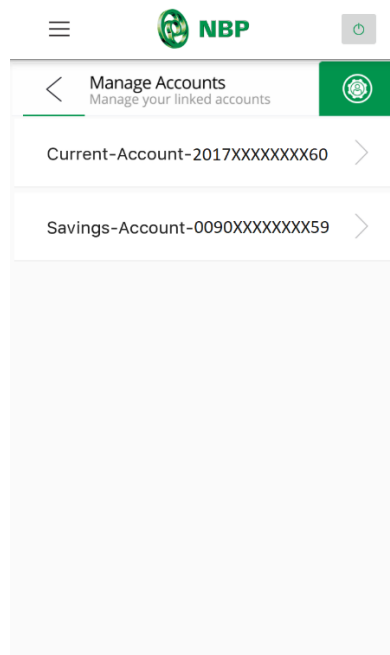 NBP
Manage Accounts
Manage your linked accounts
Current-Account-2017XXXXXXXX60
Savings-Account-0090XXXXXXXX59